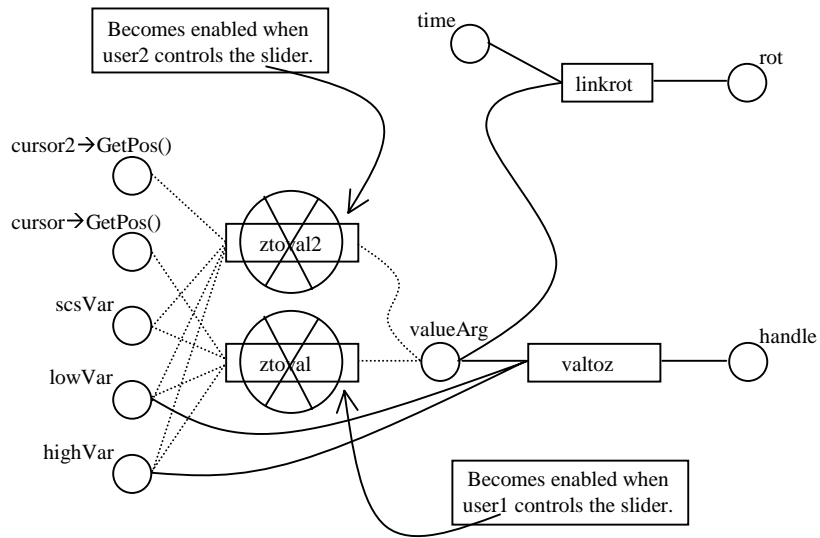 Becomes enabled when
user2 controls the slider.
time
rot
linkrot
cursor2→GetPos()
cursor→GetPos()
ztoval2
scsVar
valueArg
handle
ztoval
valtoz
lowVar
highVar
Becomes enabled when
user1 controls the slider.